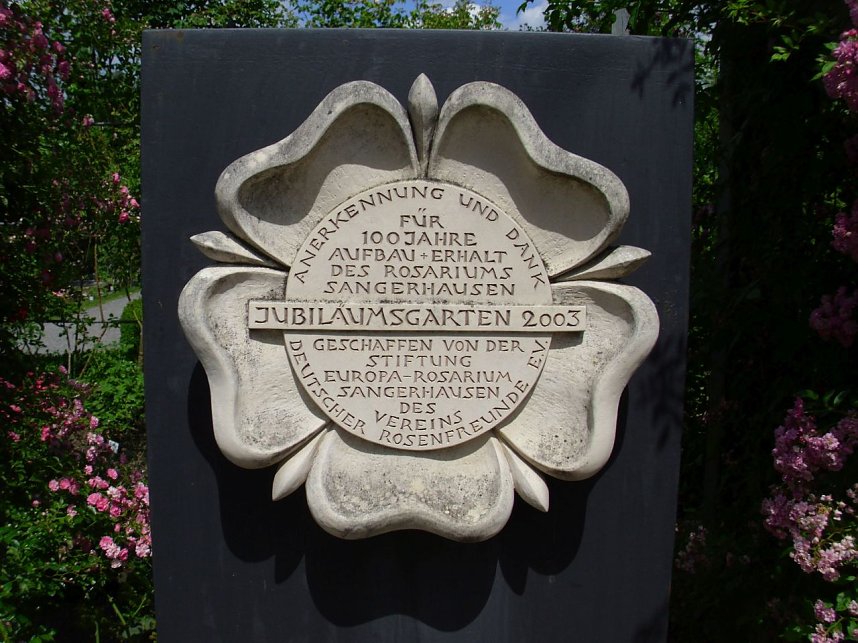 ANERKENNUNG UND DANK
FÜR
100 JAHRE
AUFBAU + ERHALT
DES ROSARIUMS
SANGERHAUSEN
JUBILÄUMSGARTEN 2003
GESCHAFFEN VON DER
STIFTUNG
EUROPA-ROSARIUM
SANGERHAUSEN
DES
VEREINS
DEUTSCHER ROSENFREUNDE E.V.